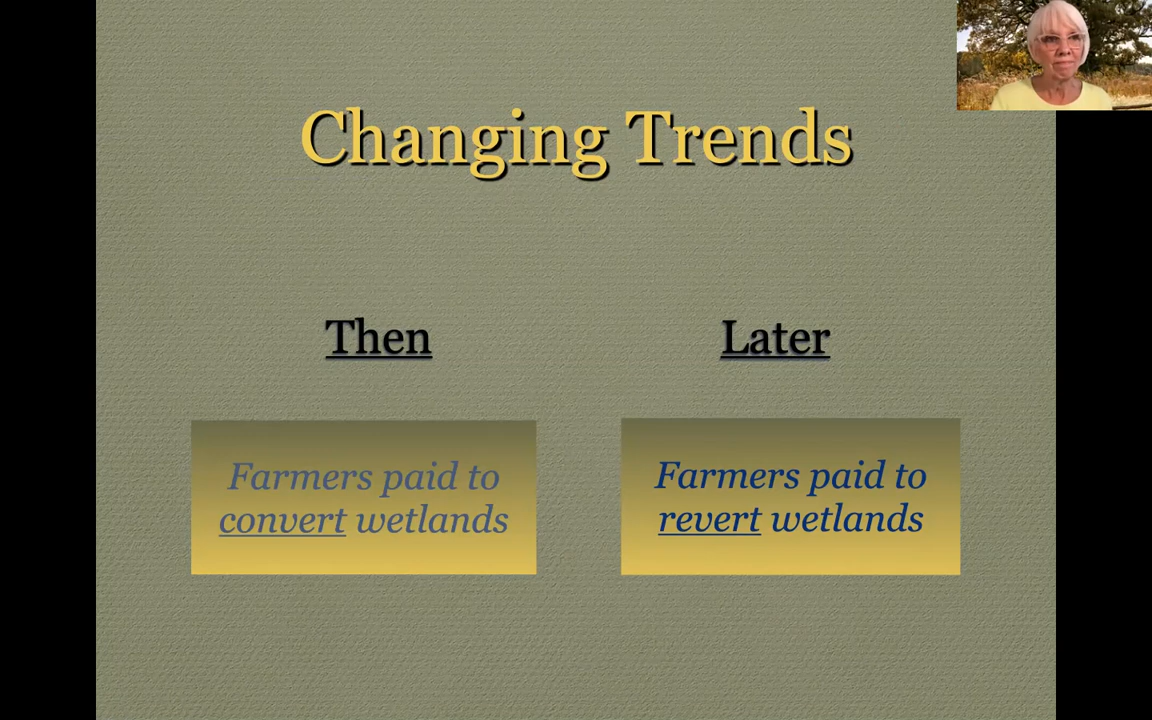 Changing Trends
Then
Later
Farmers paid to
convert wetlands
Farmers paid to
revert wetlands